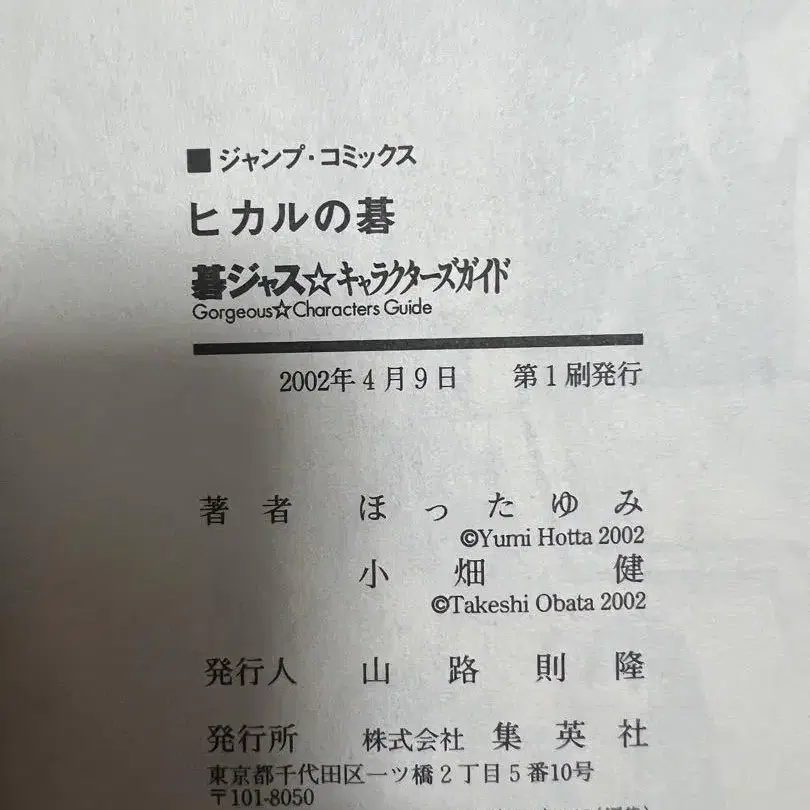 ■ジャンプ・コミックス
ヒカルの碁
碁ジャス☆キャラクターズガイド
Gorgeous☆Characters Guide
2002年4月9日　第1刷発行
著者　ほったゆみ
©Yumi Hotta 2002
小畑健
©Takeshi Obata 2002
発行人　山路則隆
発行所　株式会社 集英社
東京都千代田区一ツ橋2丁目5番10号
〒101-8050